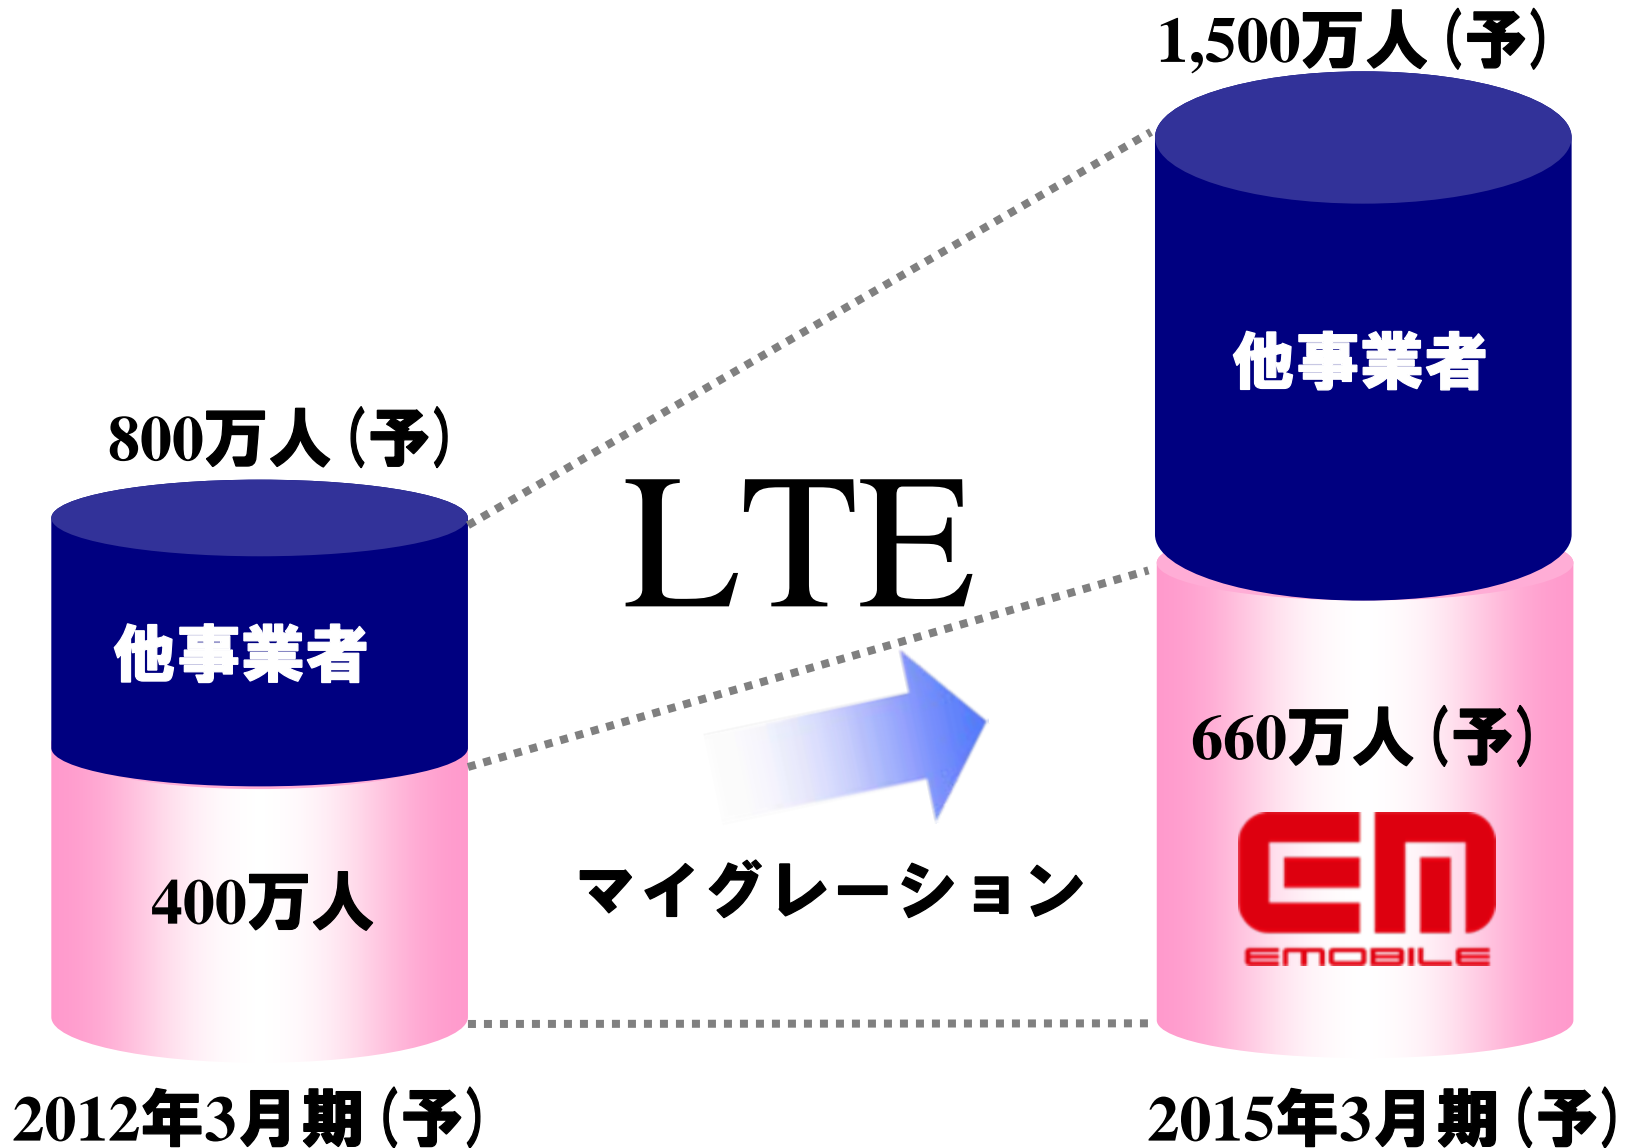 1,500万人(予)
他事業者
800万人(予)
LTE
他事業者
660万人(予)
400万人
マイグレーション
EM
EMOBILE
2012年3月期(予)
2015年3月期(予)